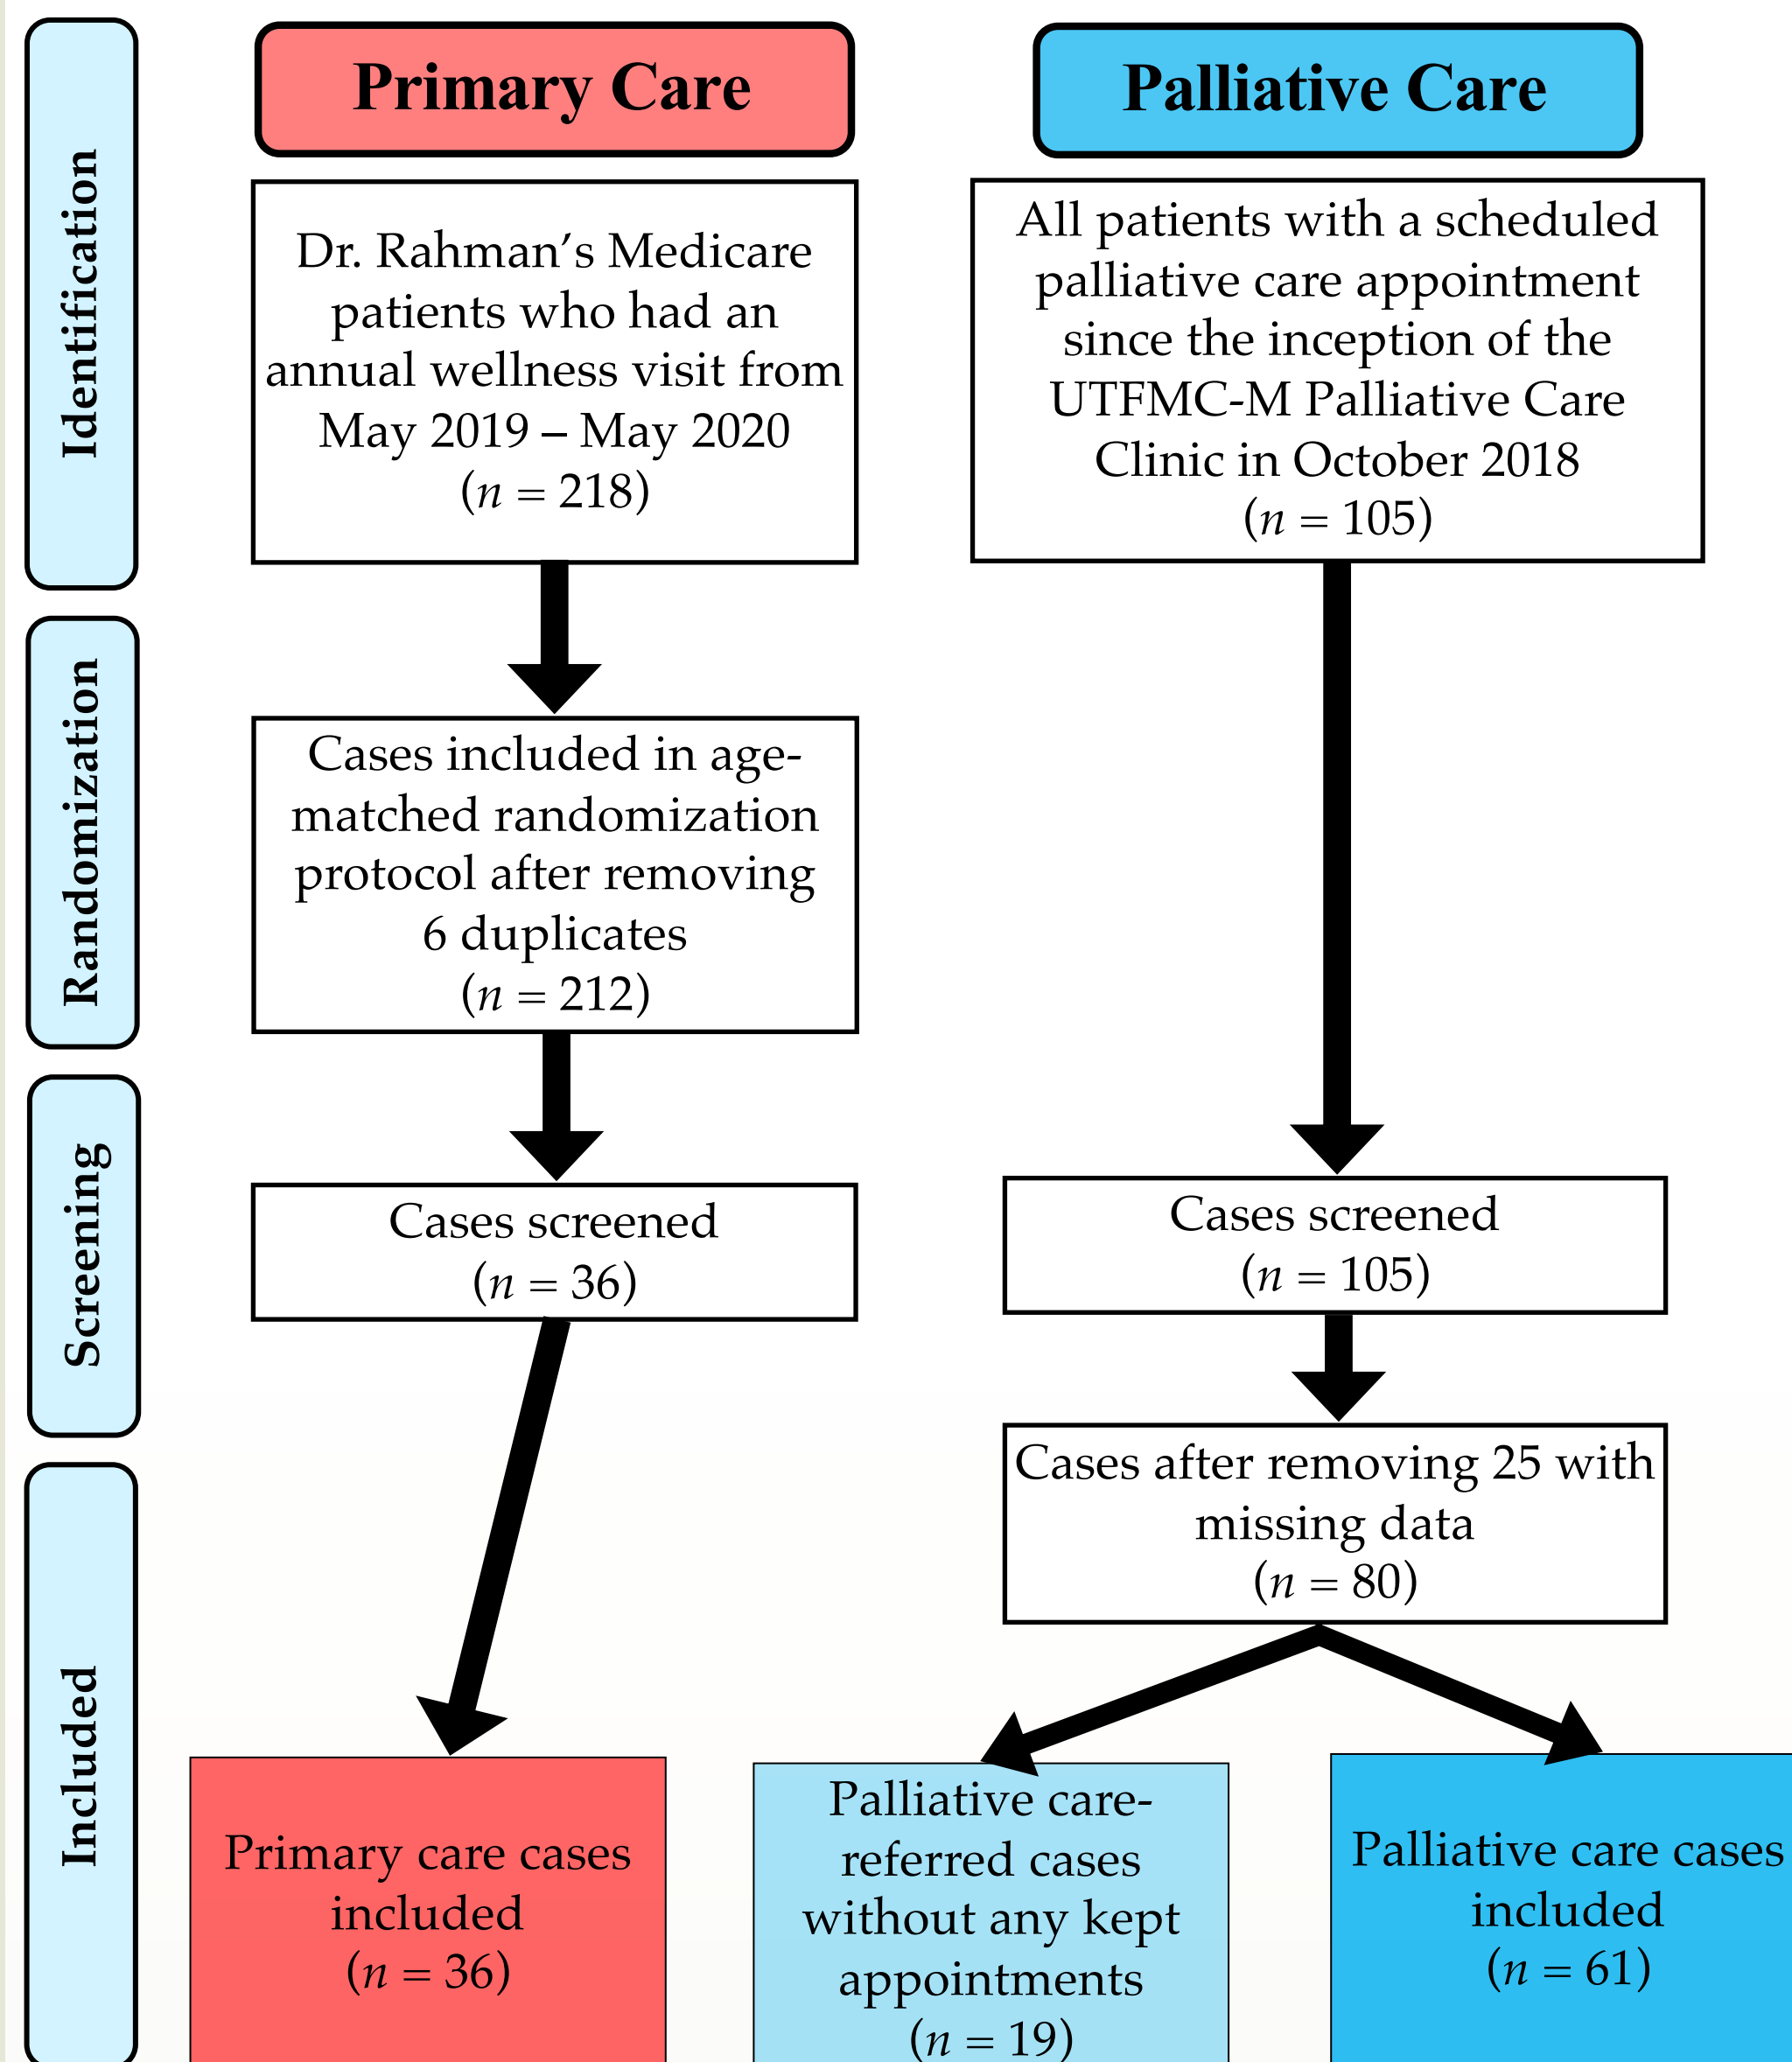 Identification
Primary Care
Dr. Rahman’s Medicare
patients who had an
annual wellness visit from
May 2019 – May 2020
(n = 218)
Palliative Care
All patients with a scheduled
palliative care appointment
since the inception of the
UTFMC-M Palliative Care
Clinic in October 2018
(n = 105)
Randomization
Cases included in age-
matched randomization
protocol after removing
6 duplicates
(n = 212)
Screening
Cases screened
(n = 36)
Cases screened
(n = 105)
Cases after removing 25 with
missing data
(n = 80)
Included
Primary care cases
included
(n = 36)
Palliative care-
referred cases
without any kept
appointments
(n = 19)
Palliative care cases
included
(n = 61)